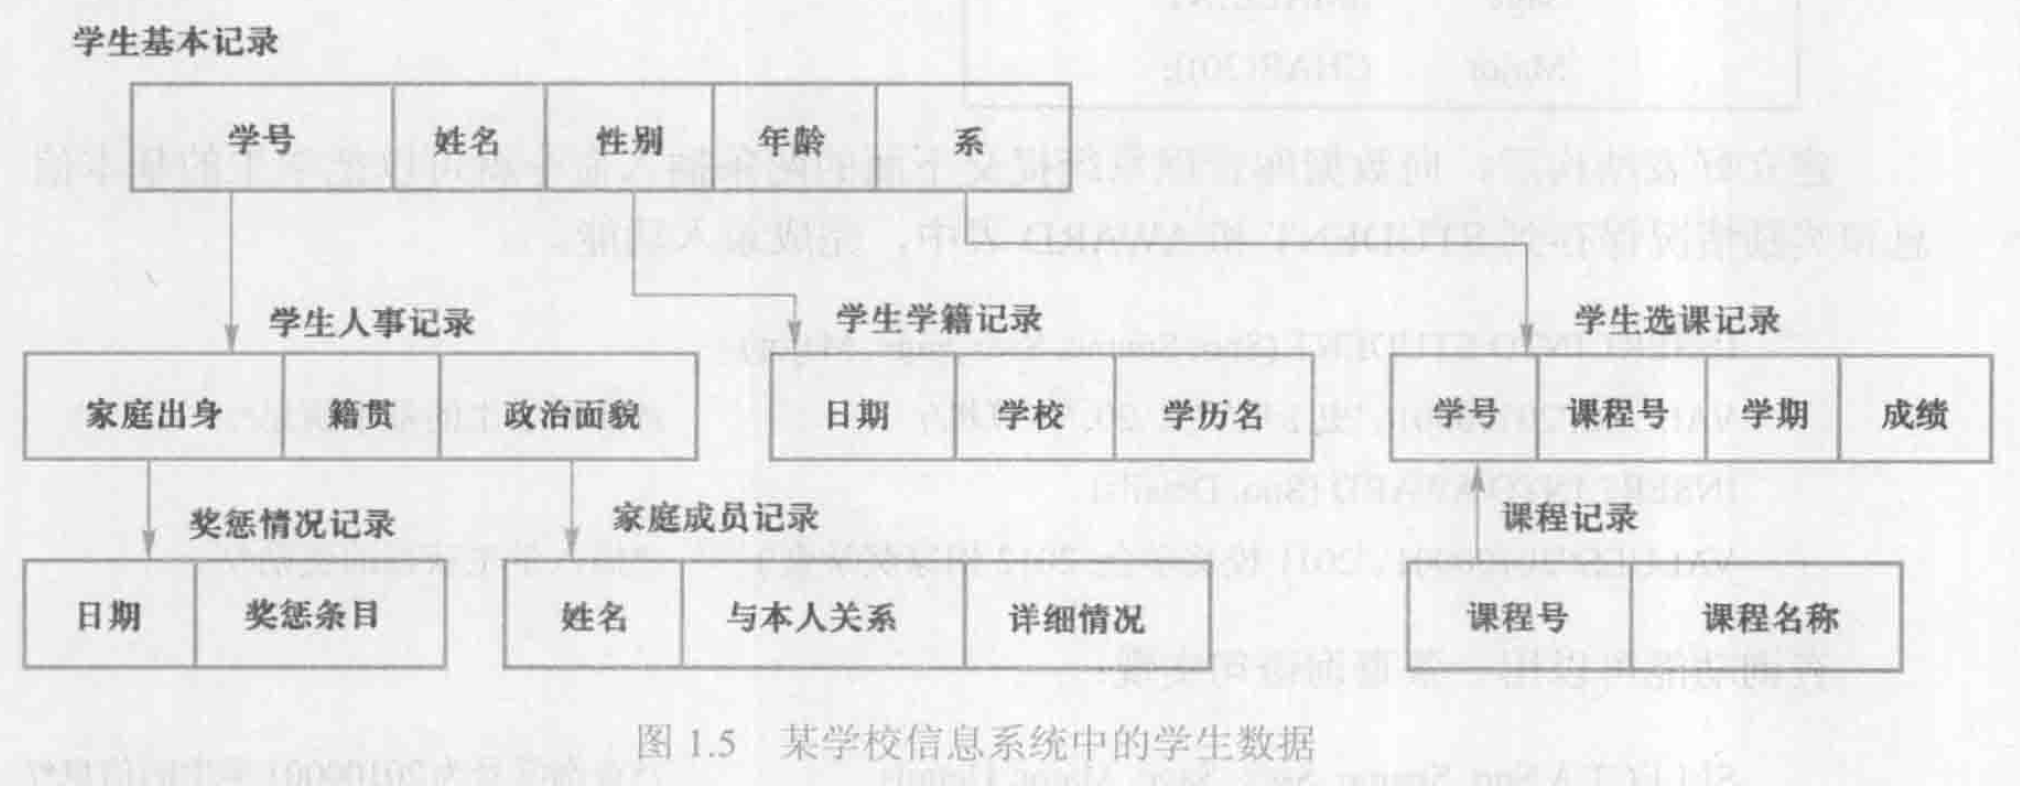 学生基本记录
学号 姓名 性别 年龄 系
学生人事记录 学生学籍记录 学生选课记录
家庭出身 籍贯 政治面貌 日期 学校 学历名 学号 课程号 学期 成绩
奖惩情况记录 家庭成员记录 课程记录
日期 奖惩条目 姓名 与本人关系 详细情况 课程号 课程名称
图 1.5 某学校信息系统中的学生数据